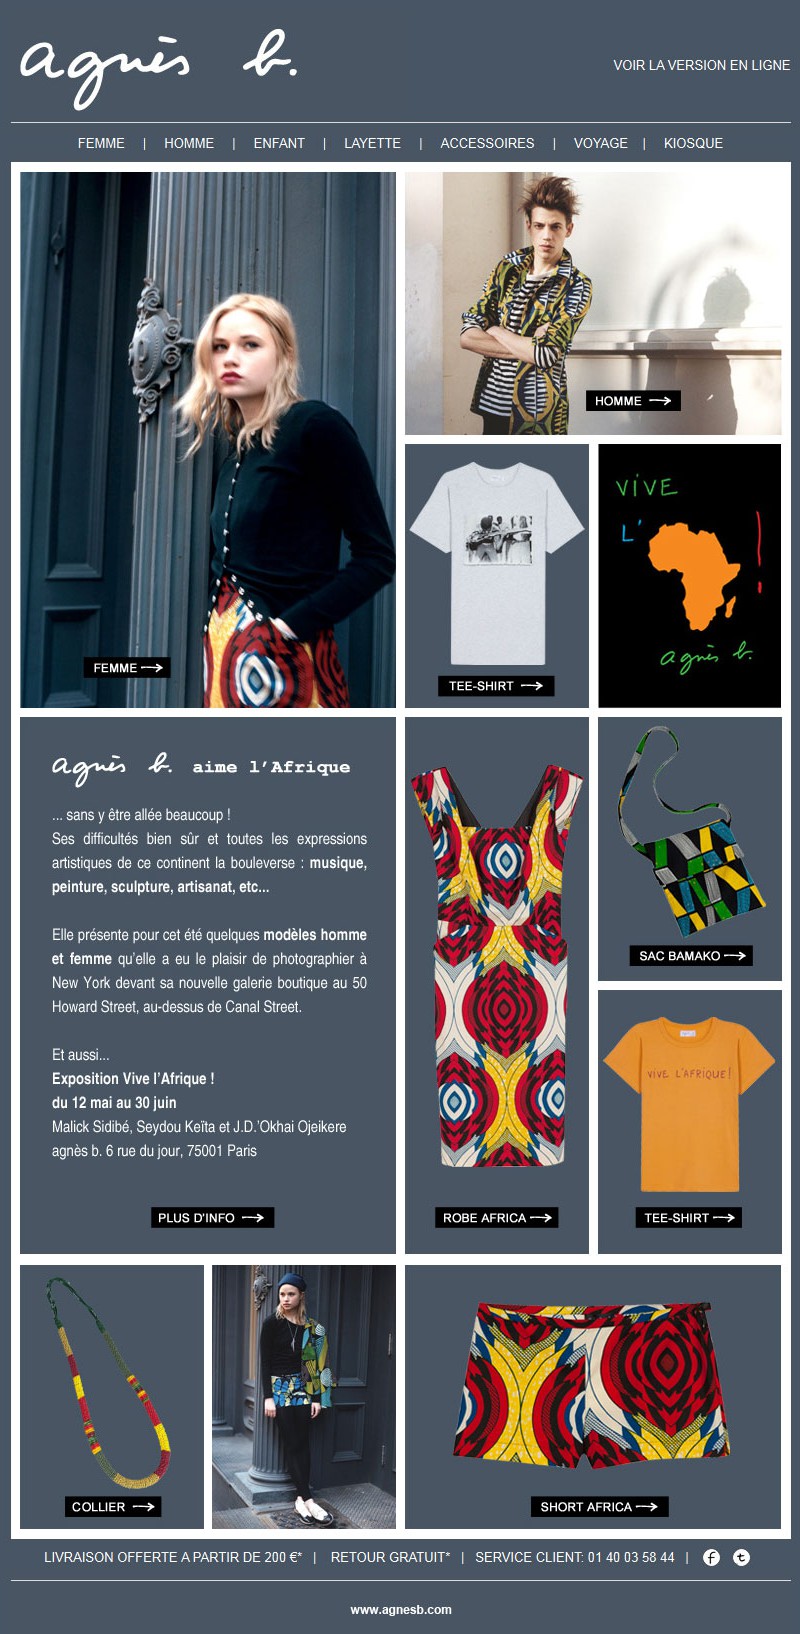 agnès b.
VOIR LA VERSION EN LIGNE
FEMME | HOMME | ENFANT | LAYETTE | ACCESSOIRES | VOYAGE | KIOSQUE
HOMME
FEMME
TEE-SHIRT
VIVE
L' !
agnès b.
agnès b. aime l'Afrique
... sans y être allée beaucoup !
Ses difficultés bien sûr et toutes les expressions
artistiques de ce continent la bouleverse : musique,
peinture, sculpture, artisanat, etc...
Elle présente pour cet été quelques modèles homme
et femme qu'elle a eu le plaisir de photographier à
New York devant sa nouvelle galerie boutique au 50
Howard Street, au-dessus de Canal Street.
Et aussi...
Exposition Vive l'Afrique !
du 12 mai au 30 juin
Malick Sidibé, Seydou Keïta et J.D.'Okhai Ojeikere
agnès b. 6 rue du jour, 75001 Paris
PLUS D'INFO
ROBE AFRICA
SAC BAMAKO
VIVE L'AFRIQUE!
TEE-SHIRT
COLLIER
SHORT AFRICA
LIVRAISON OFFERTE A PARTIR DE 200 €* | RETOUR GRATUIT* | SERVICE CLIENT: 01 40 03 58 44 | f t
www.agnesb.com